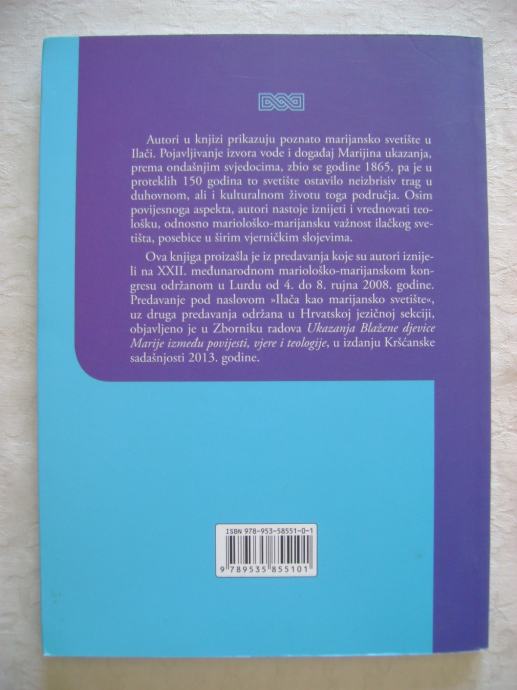 Autori u knjizi prikazuju poznato marijansko svetište u
Ilači. Pojavljivanje izvora vode i događaj Marijina ukazanja,
prema ondašnjim svjedocima, zbio se godine 1865. pa je u
proteklih 150 godina to svetište ostavilo neizbrisiv trag u
duhovnom, ali i kulturalnom životu toga područja. Osim
povijesnoga aspekta, autori nastoje iznijeti i vrednovati teo-
lošku, odnosno mariološko-marijansku važnost ilačkog sve-
tišta, posebice u širim vjerničkim slojevima.
Ova knjiga proizašla je iz predavanja koje su autori iznije-
li na XXII. međunarodnom mariološko-marijanskom kon-
gresu održanom u Lurdu od 4. do 8. rujna 2008. godine.
Predavanje pod naslovom »Ilača kao marijansko svetište«,
uz druga predavanja održana u Hrvatskoj jezičnoj sekciji,
objavljeno je u Zborniku radova Ukazanja Blažene djevice
Marije između povijesti, vjere i teologije, u izdanju Kršćanske
sadašnjosti 2013. godine.
ISBN 978-953-58551-0-1
9 789535 855101